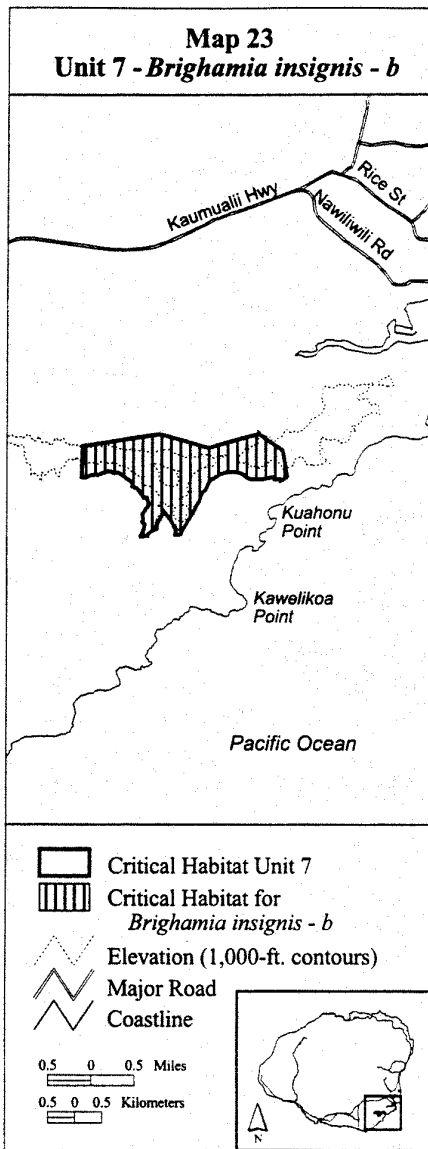 Map 23
Unit 7 - Brighamia insignis - b
Rice St
Kaumualii Hwy
Nawiliwili Rd
Kuahonu
Point
Kawelikoa
Point
Pacific Ocean
Critical Habitat Unit 7
Critical Habitat for
Brighamia insignis - b
Elevation (1,000-ft. contours)
Major Road
Coastline
0.5 0 0.5 Miles
0.5 0 0.5 Kilometers
N